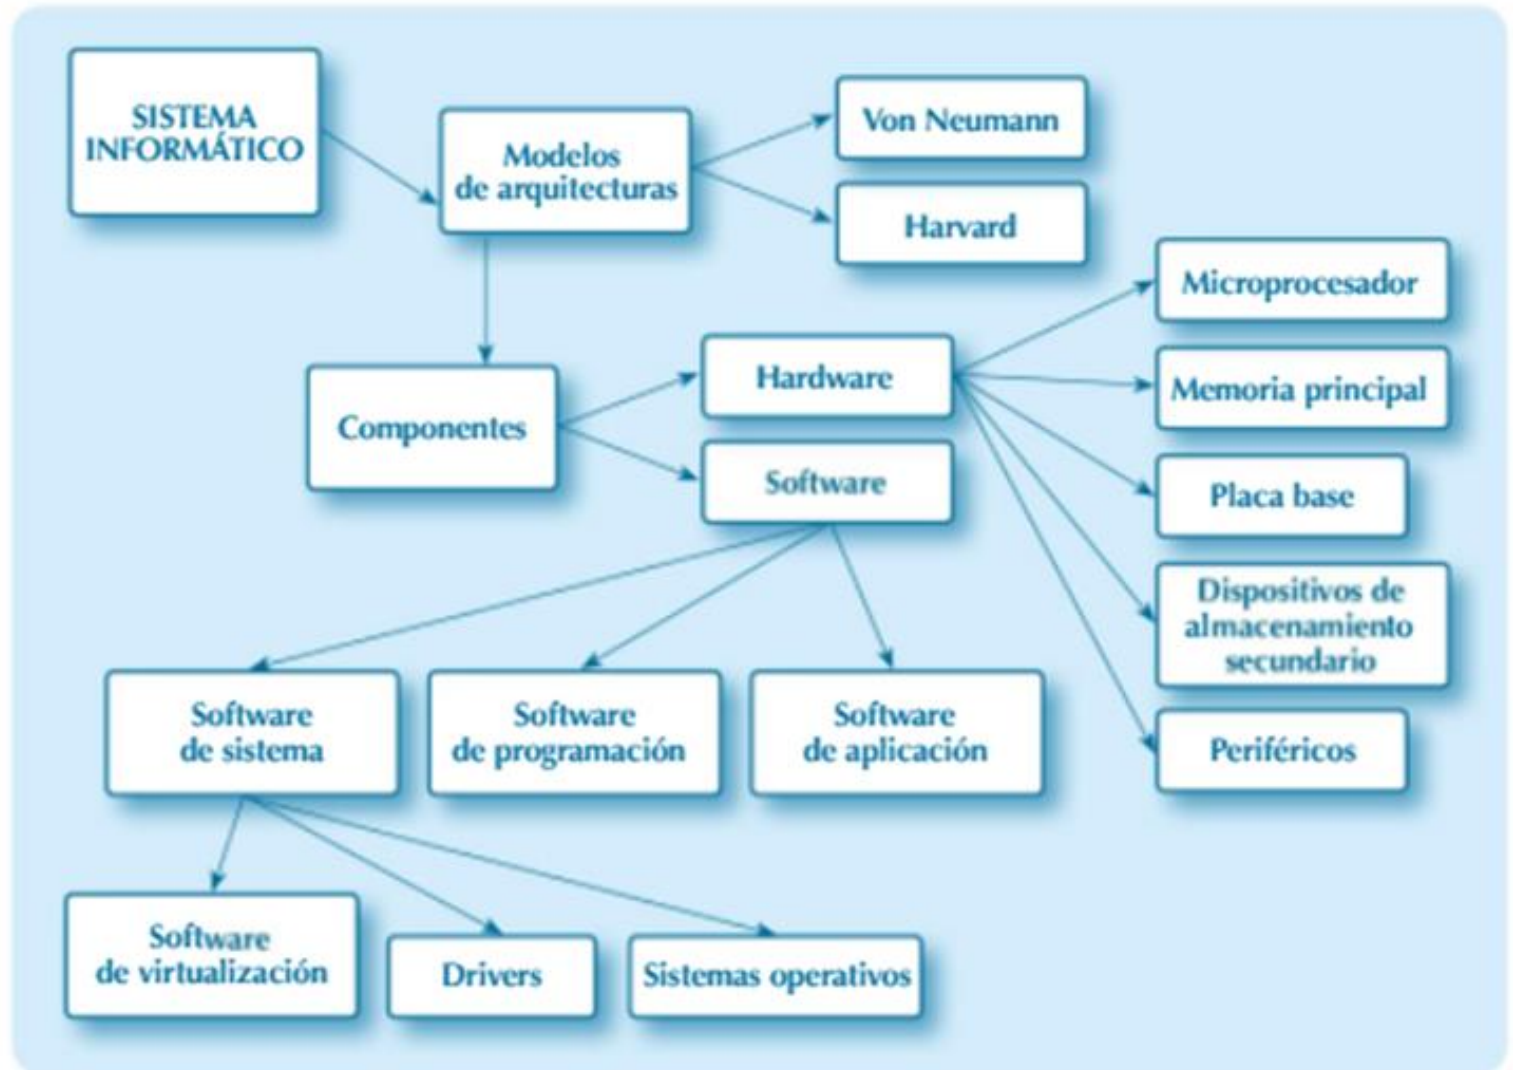 SISTEMA
INFORMÁTICO
Modelos
de arquitecturas
Von Neumann
Harvard
Componentes
Hardware
Software
Microprocesador
Memoria principal
Placa base
Dispositivos de
almacenamiento
secundario
Periféricos
Software
de sistema
Software
de programación
Software
de aplicación
Software
de virtualización
Drivers
Sistemas operativos